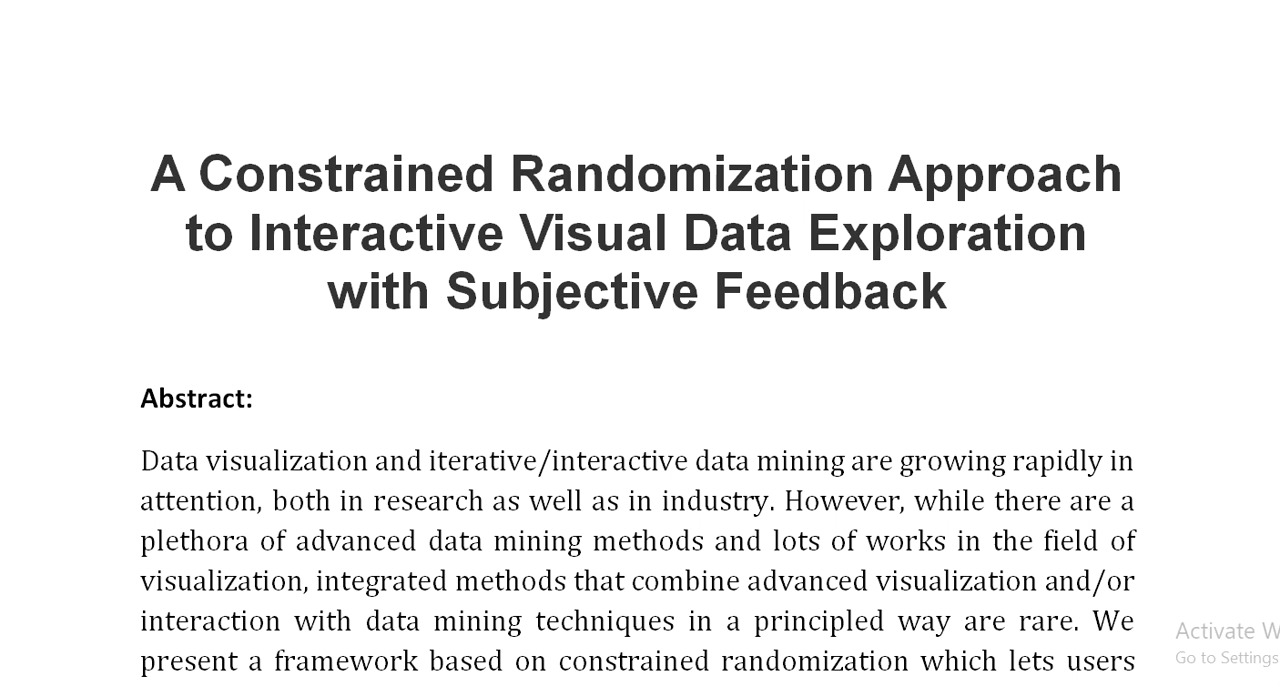 A Constrained Randomization Approach
to Interactive Visual Data Exploration
with Subjective Feedback
Abstract:
Data visualization and iterative/interactive data mining are growing rapidly in
attention, both in research as well as in industry. However, while there are a
plethora of advanced data mining methods and lots of works in the field of
visualization, integrated methods that combine advanced visualization and/or
interaction with data mining techniques in a principled way are rare. We
present a framework based on constrained randomization which lets users
Activate W
Go to Settings